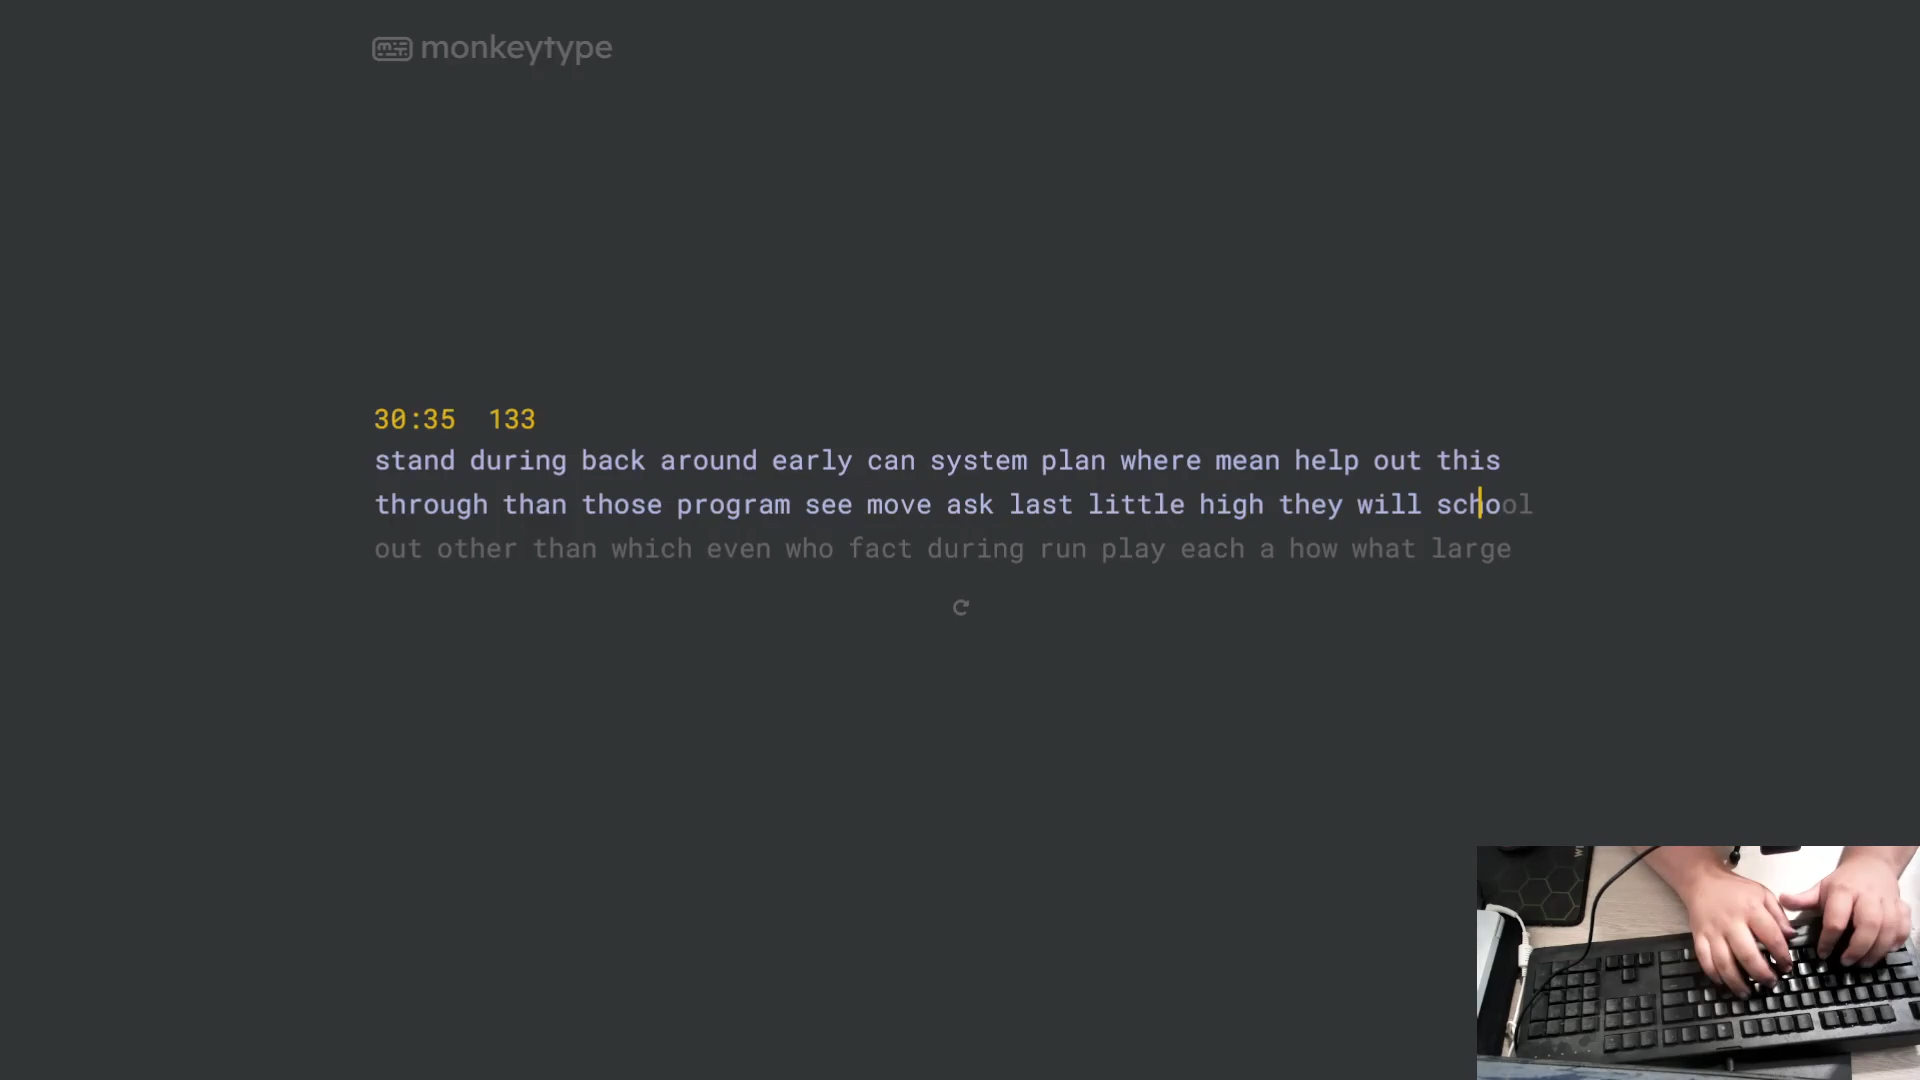 monkeytype
30:35 133
stand during back around early can system plan where mean help out this
through than those program see move ask last little high they will school
out other than which even who fact during run play each a how what large